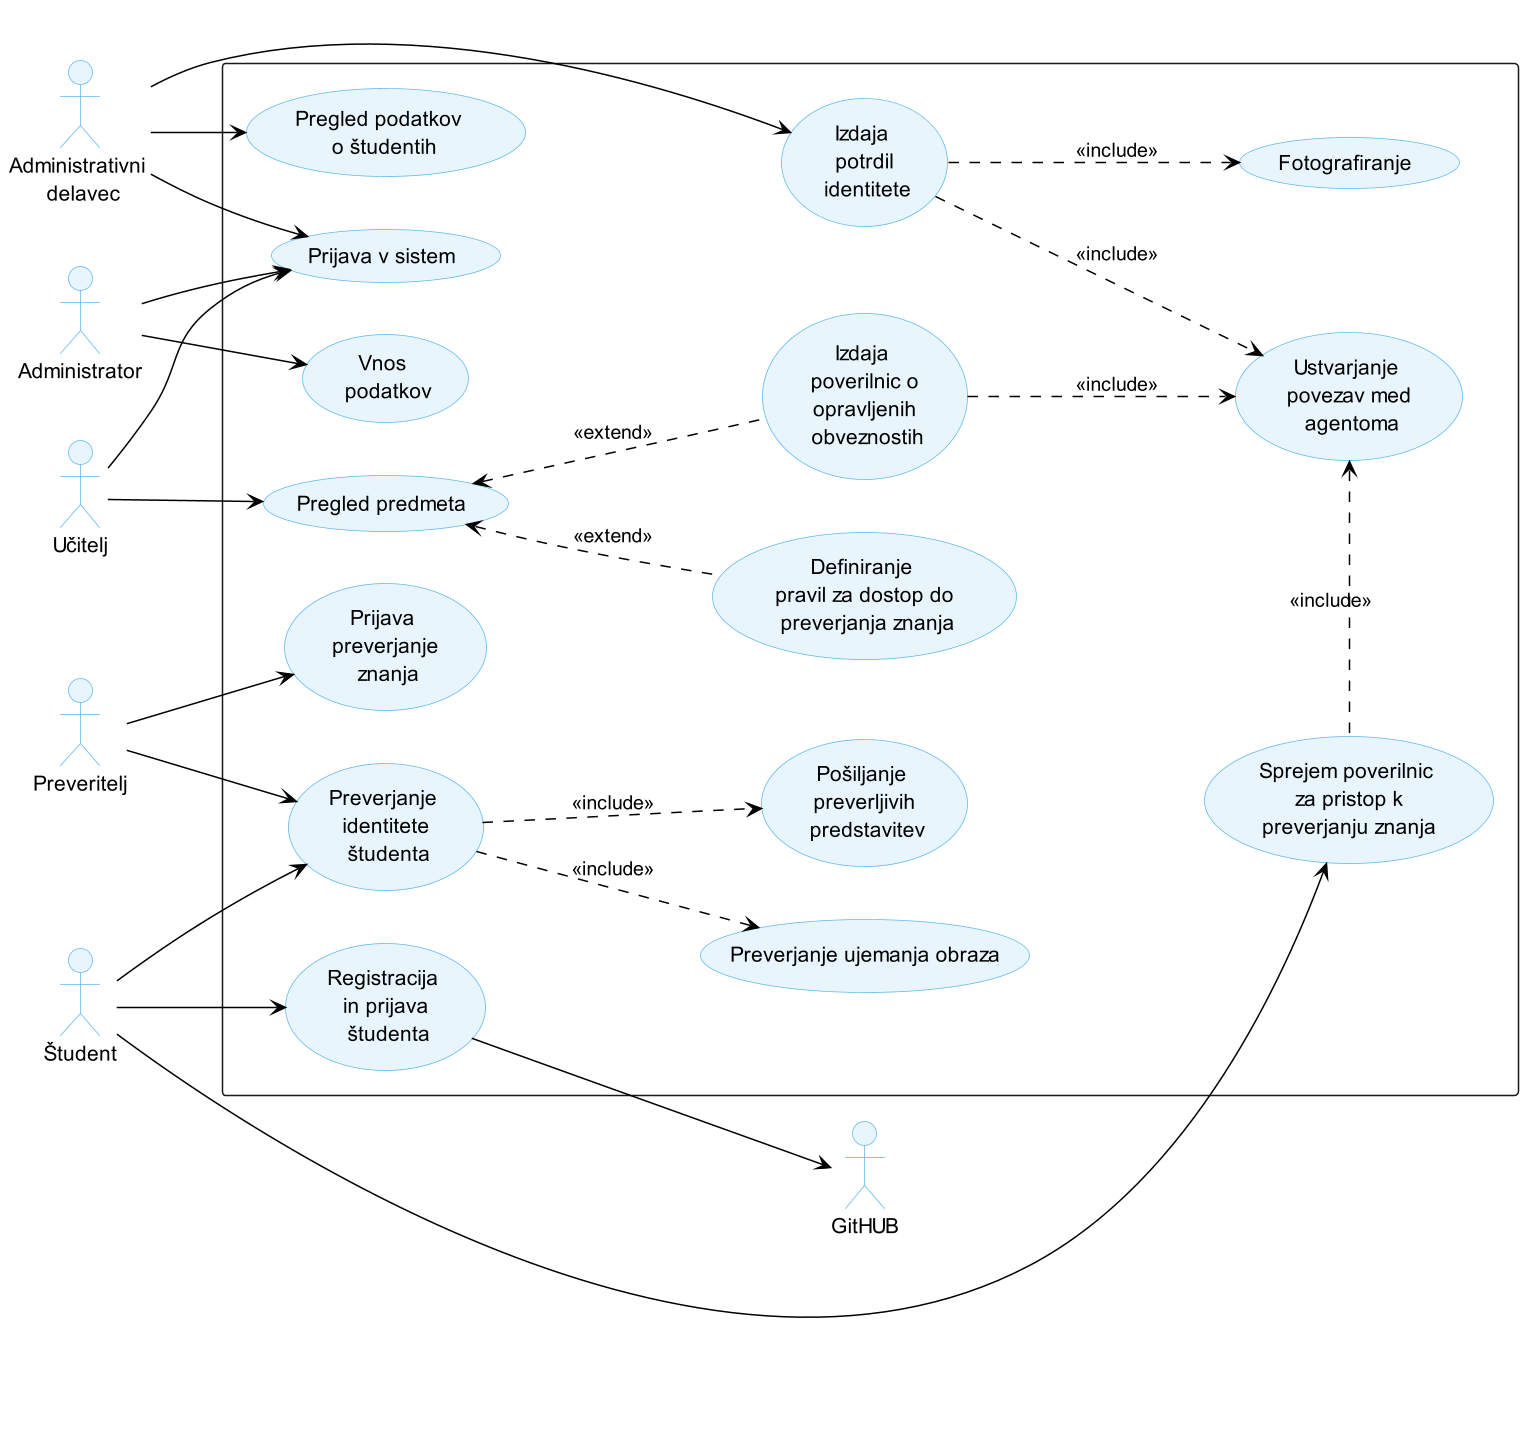 Administrativni
delavec
Administrator
Učitelj
Preveritelj
Študent
Pregled podatkov
o študentih
Prijava v sistem
Vnos
podatkov
Pregled predmeta
Prijava
preverjanje
znanja
Preverjanje
identitete
študenta
Registracija
in prijava
študenta
«extend»
«extend»
«include»
«include»
Izdaja
potrdil
identitete
Izdaja
poverilnic o
opravljenih
obveznostih
Definiranje
pravil za dostop do
preverjanja znanja
Pošiljanje
preverljivih
predstavitev
Preverjanje ujemanja obraza
GitHUB
«include»
«include»
«include»
Fotografiranje
Ustvarjanje
povezav med
agentoma
«include»
Sprejem poverilnic
za pristop k
preverjanju znanja